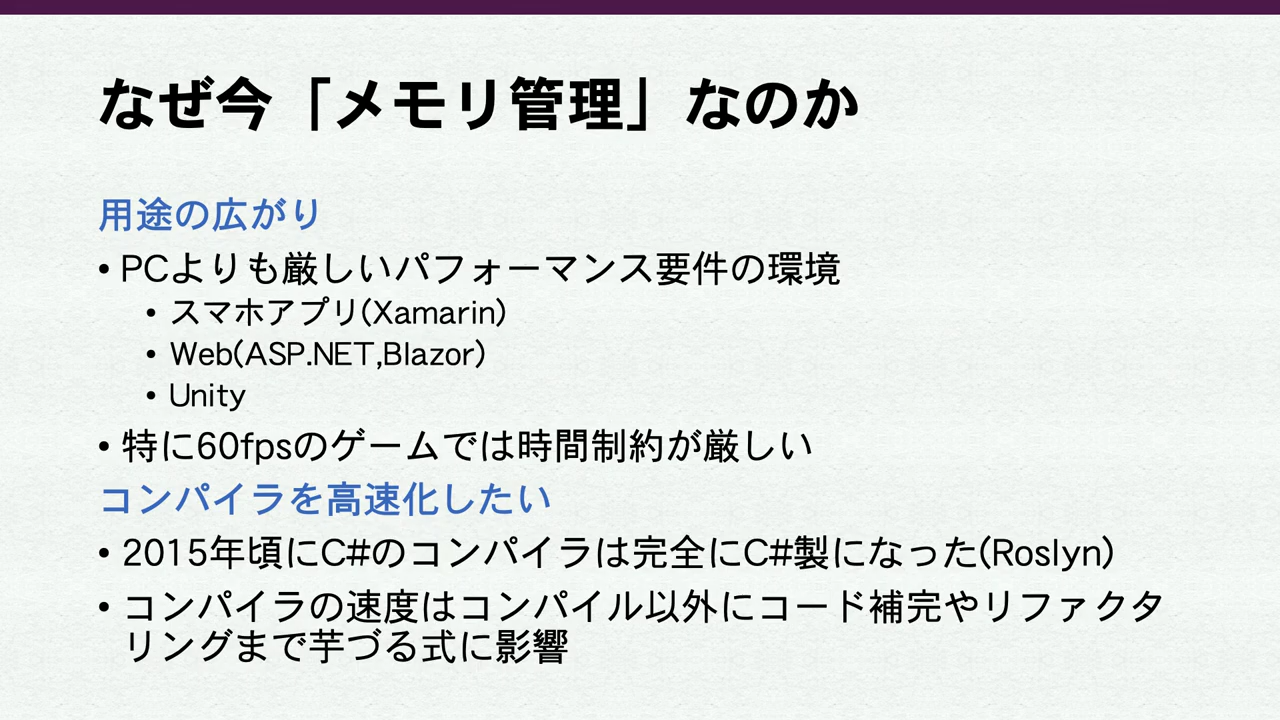 なぜ今「メモリ管理」なのか
用途の広がり
• PCよりも厳しいパフォーマンス要件の環境
• スマホアプリ(Xamarin)
• Web(ASP.NET,Blazor)
• Unity
• 特に60fpsのゲームでは時間制約が厳しい
コンパイラを高速化したい
• 2015年頃にC#のコンパイラは完全にC#製になった(Roslyn)
• コンパイラの速度はコンパイル以外にコード補完やリファクタ
リングまで芋づる式に影響